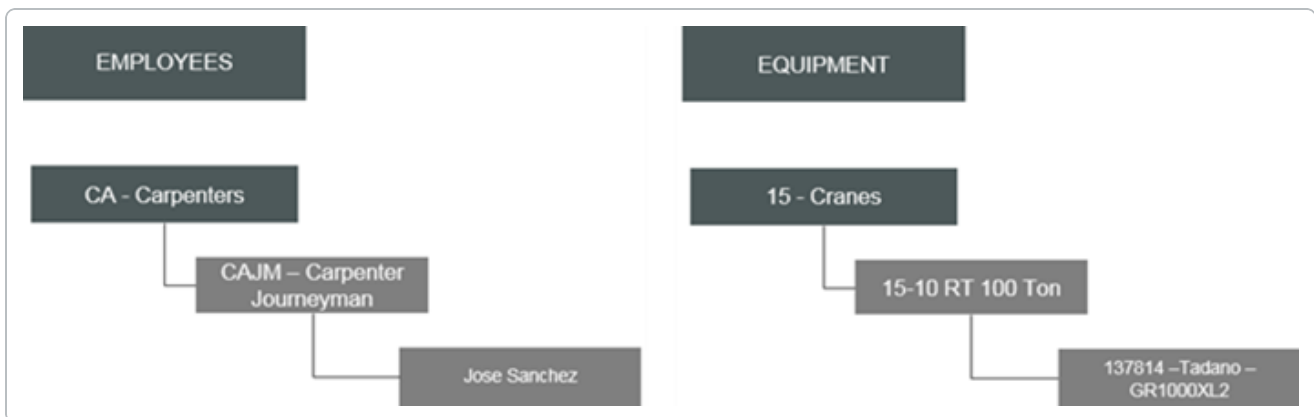 EMPLOYEES
CA - Carpenters
CAJM – Carpenter
Journeyman
Jose Sanchez
EQUIPMENT
15 - Cranes
15-10 RT 100 Ton
137814 –Tadano –
GR1000XL2